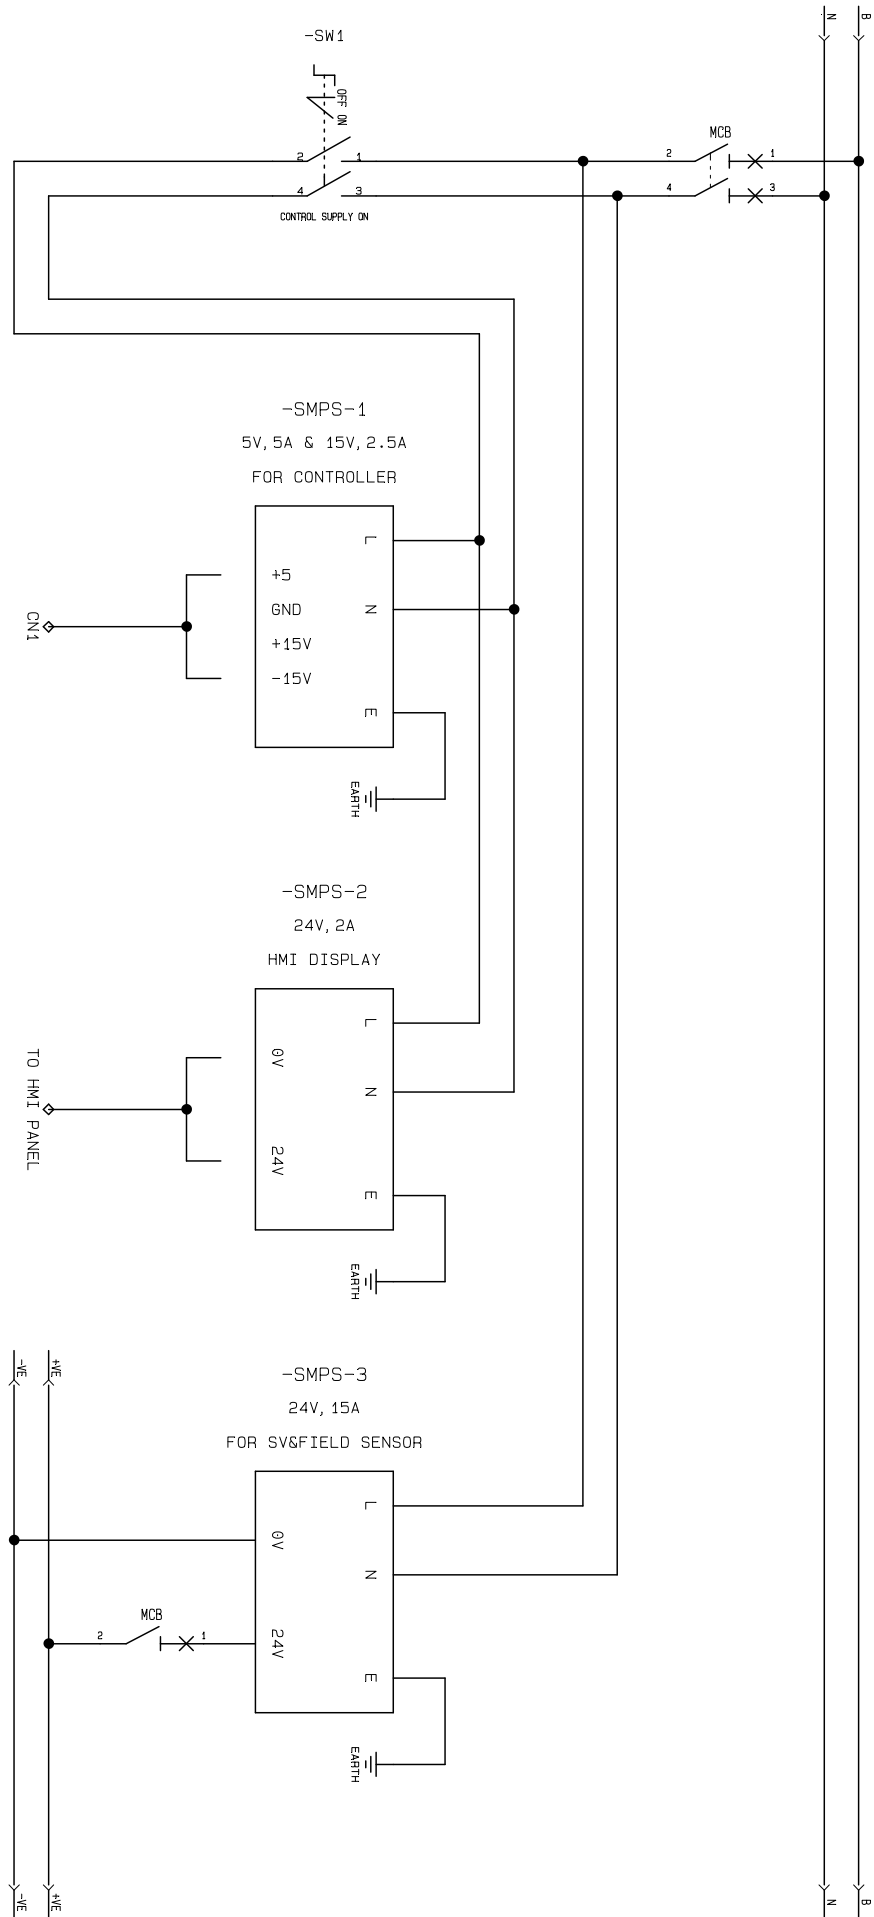 N
B
-SW1
OFF ON
2
1
4
3
CONTROL SUPPLY ON
MCB
2
1
4
3
-SMPS-1
5V,5A & 15V,2.5A
FOR CONTROLLER
L
+5
GND
N
+15V
-15V
E
CN1
EARTH
-SMPS-2
24V,2A
HMI DISPLAY
L
0V
N
24V
E
TO HMI PANEL
EARTH
-VE
+VE
-SMPS-3
24V,15A
FOR SV&FIELD SENSOR
L
0V
N
24V
E
MCB
2
1
EARTH
-VE
+VE
N
B